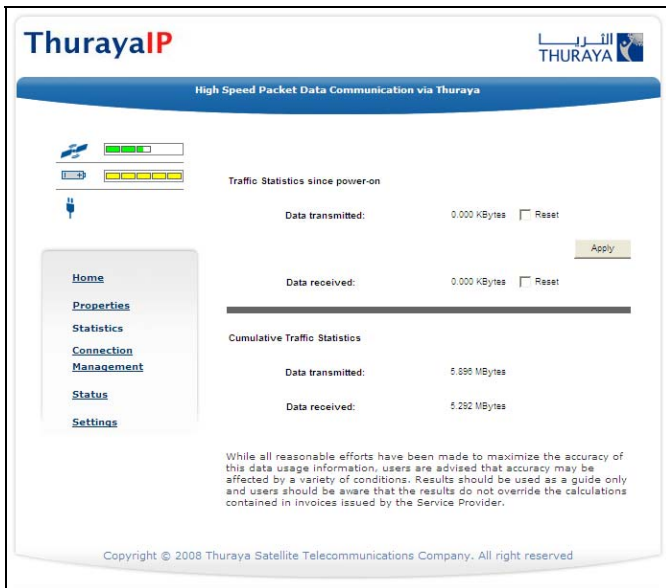 ThurayaIP
الثريا
THURAYA
High Speed Packet Data Communication via Thuraya
Traffic Statistics since power-on
Data transmitted: 0.000 KBytes Reset
Apply
Data received: 0.000 KBytes Reset
Home
Properties
Statistics
Connection
Management
Status
Settings
Cumulative Traffic Statistics
Data transmitted: 5.896 MBytes
Data received: 5.292 MBytes
While all reasonable efforts have been made to maximize the accuracy of
this data usage information, users are advised that accuracy may be
affected by a variety of conditions. Results should be used as a guide only
and users should be aware that the results do not override the calculations
contained in invoices issued by the Service Provider.
Copyright © 2008 Thuraya Satellite Telecommunications Company. All right reserved